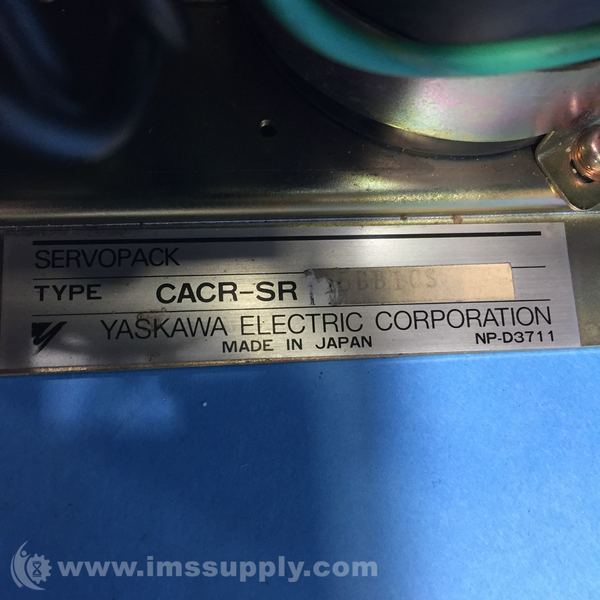 SERVOPACK
TYPE CACR-SR
YASKAWA ELECTRIC CORPORATION
MADE IN JAPAN NP-D3711
www.imssupply.com